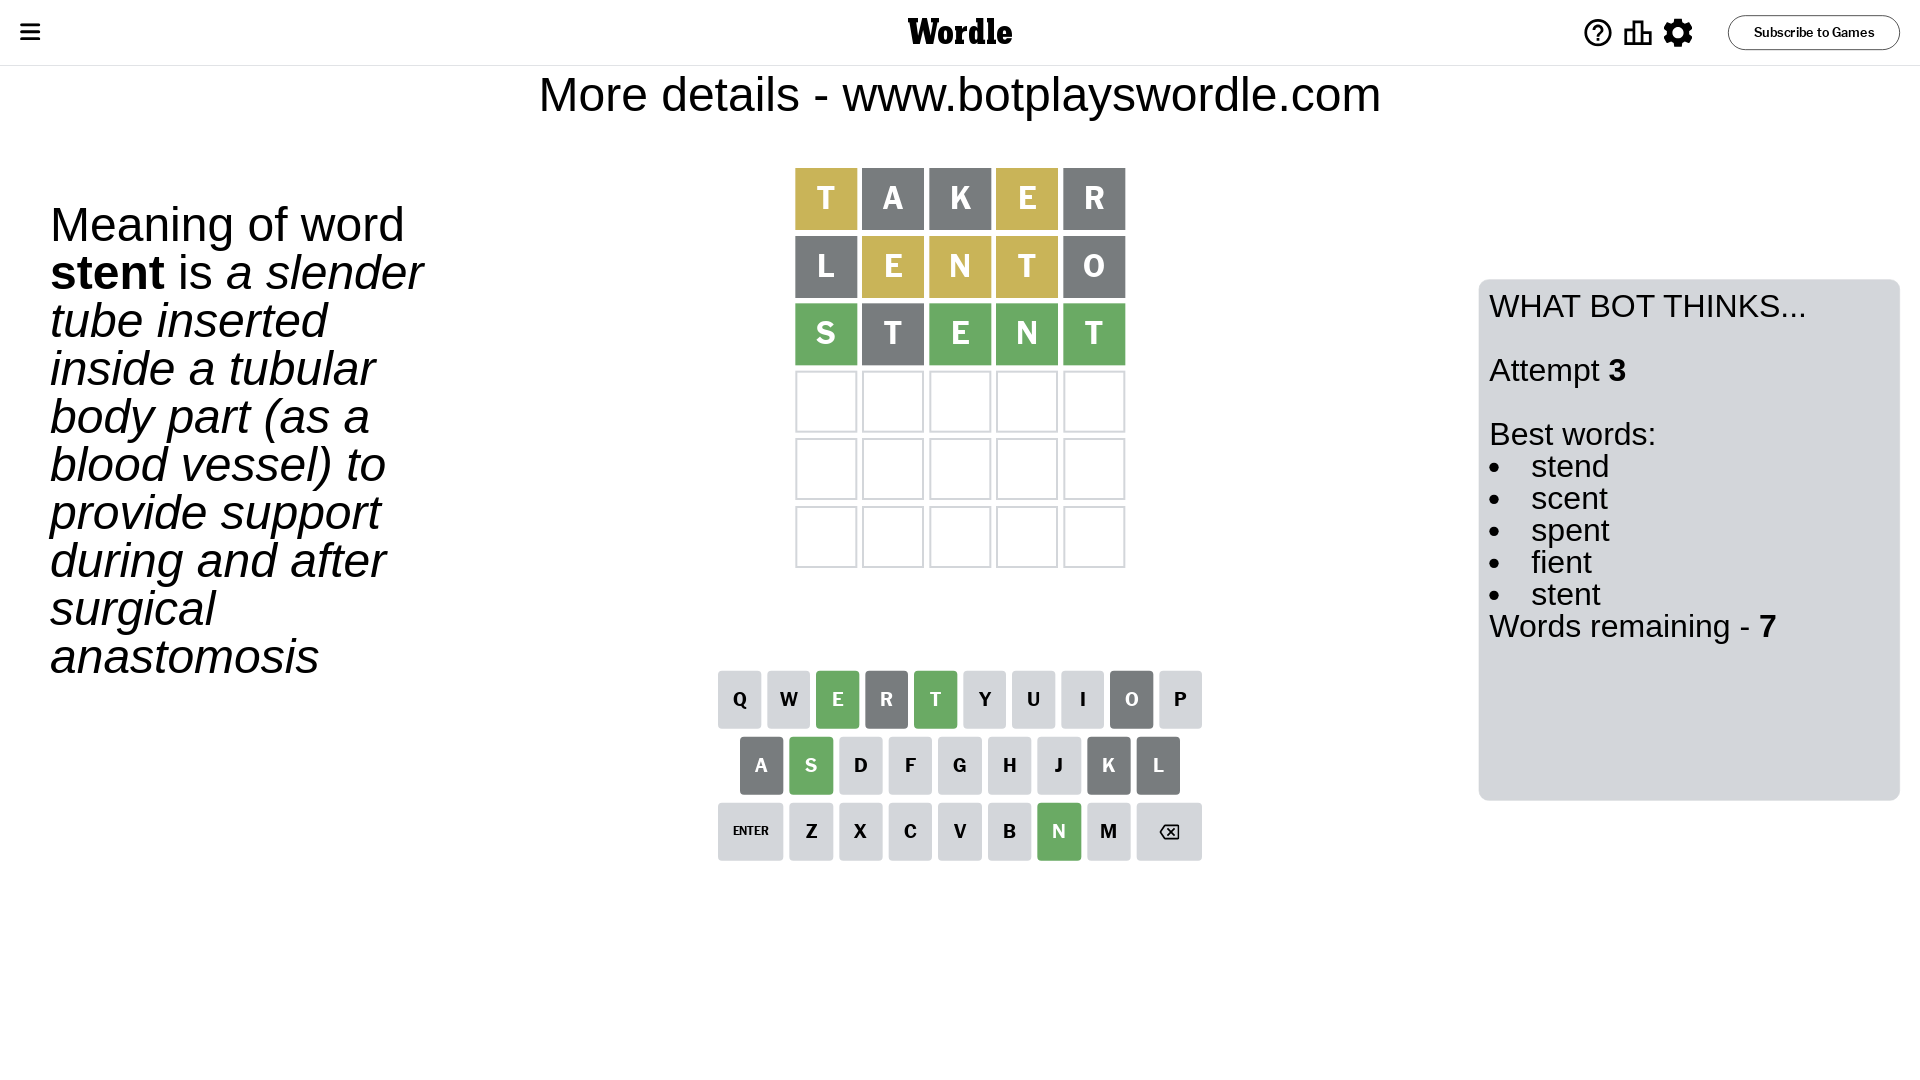 Wordle
Subscribe to Games
More details - www.botplayswordle.com
Meaning of word
stent is a slender
tube inserted
inside a tubular
body part (as a
blood vessel) to
provide support
during and after
surgical
anastomosis
T A K E R
L E N T O
S T E N T
WHAT BOT THINKS...
Attempt 3
Best words:
• stend
• scent
• spent
• fient
• stent
Words remaining - 7
Q W E R T Y U I O P
A S D F G H J K L
ENTER Z X C V B N M